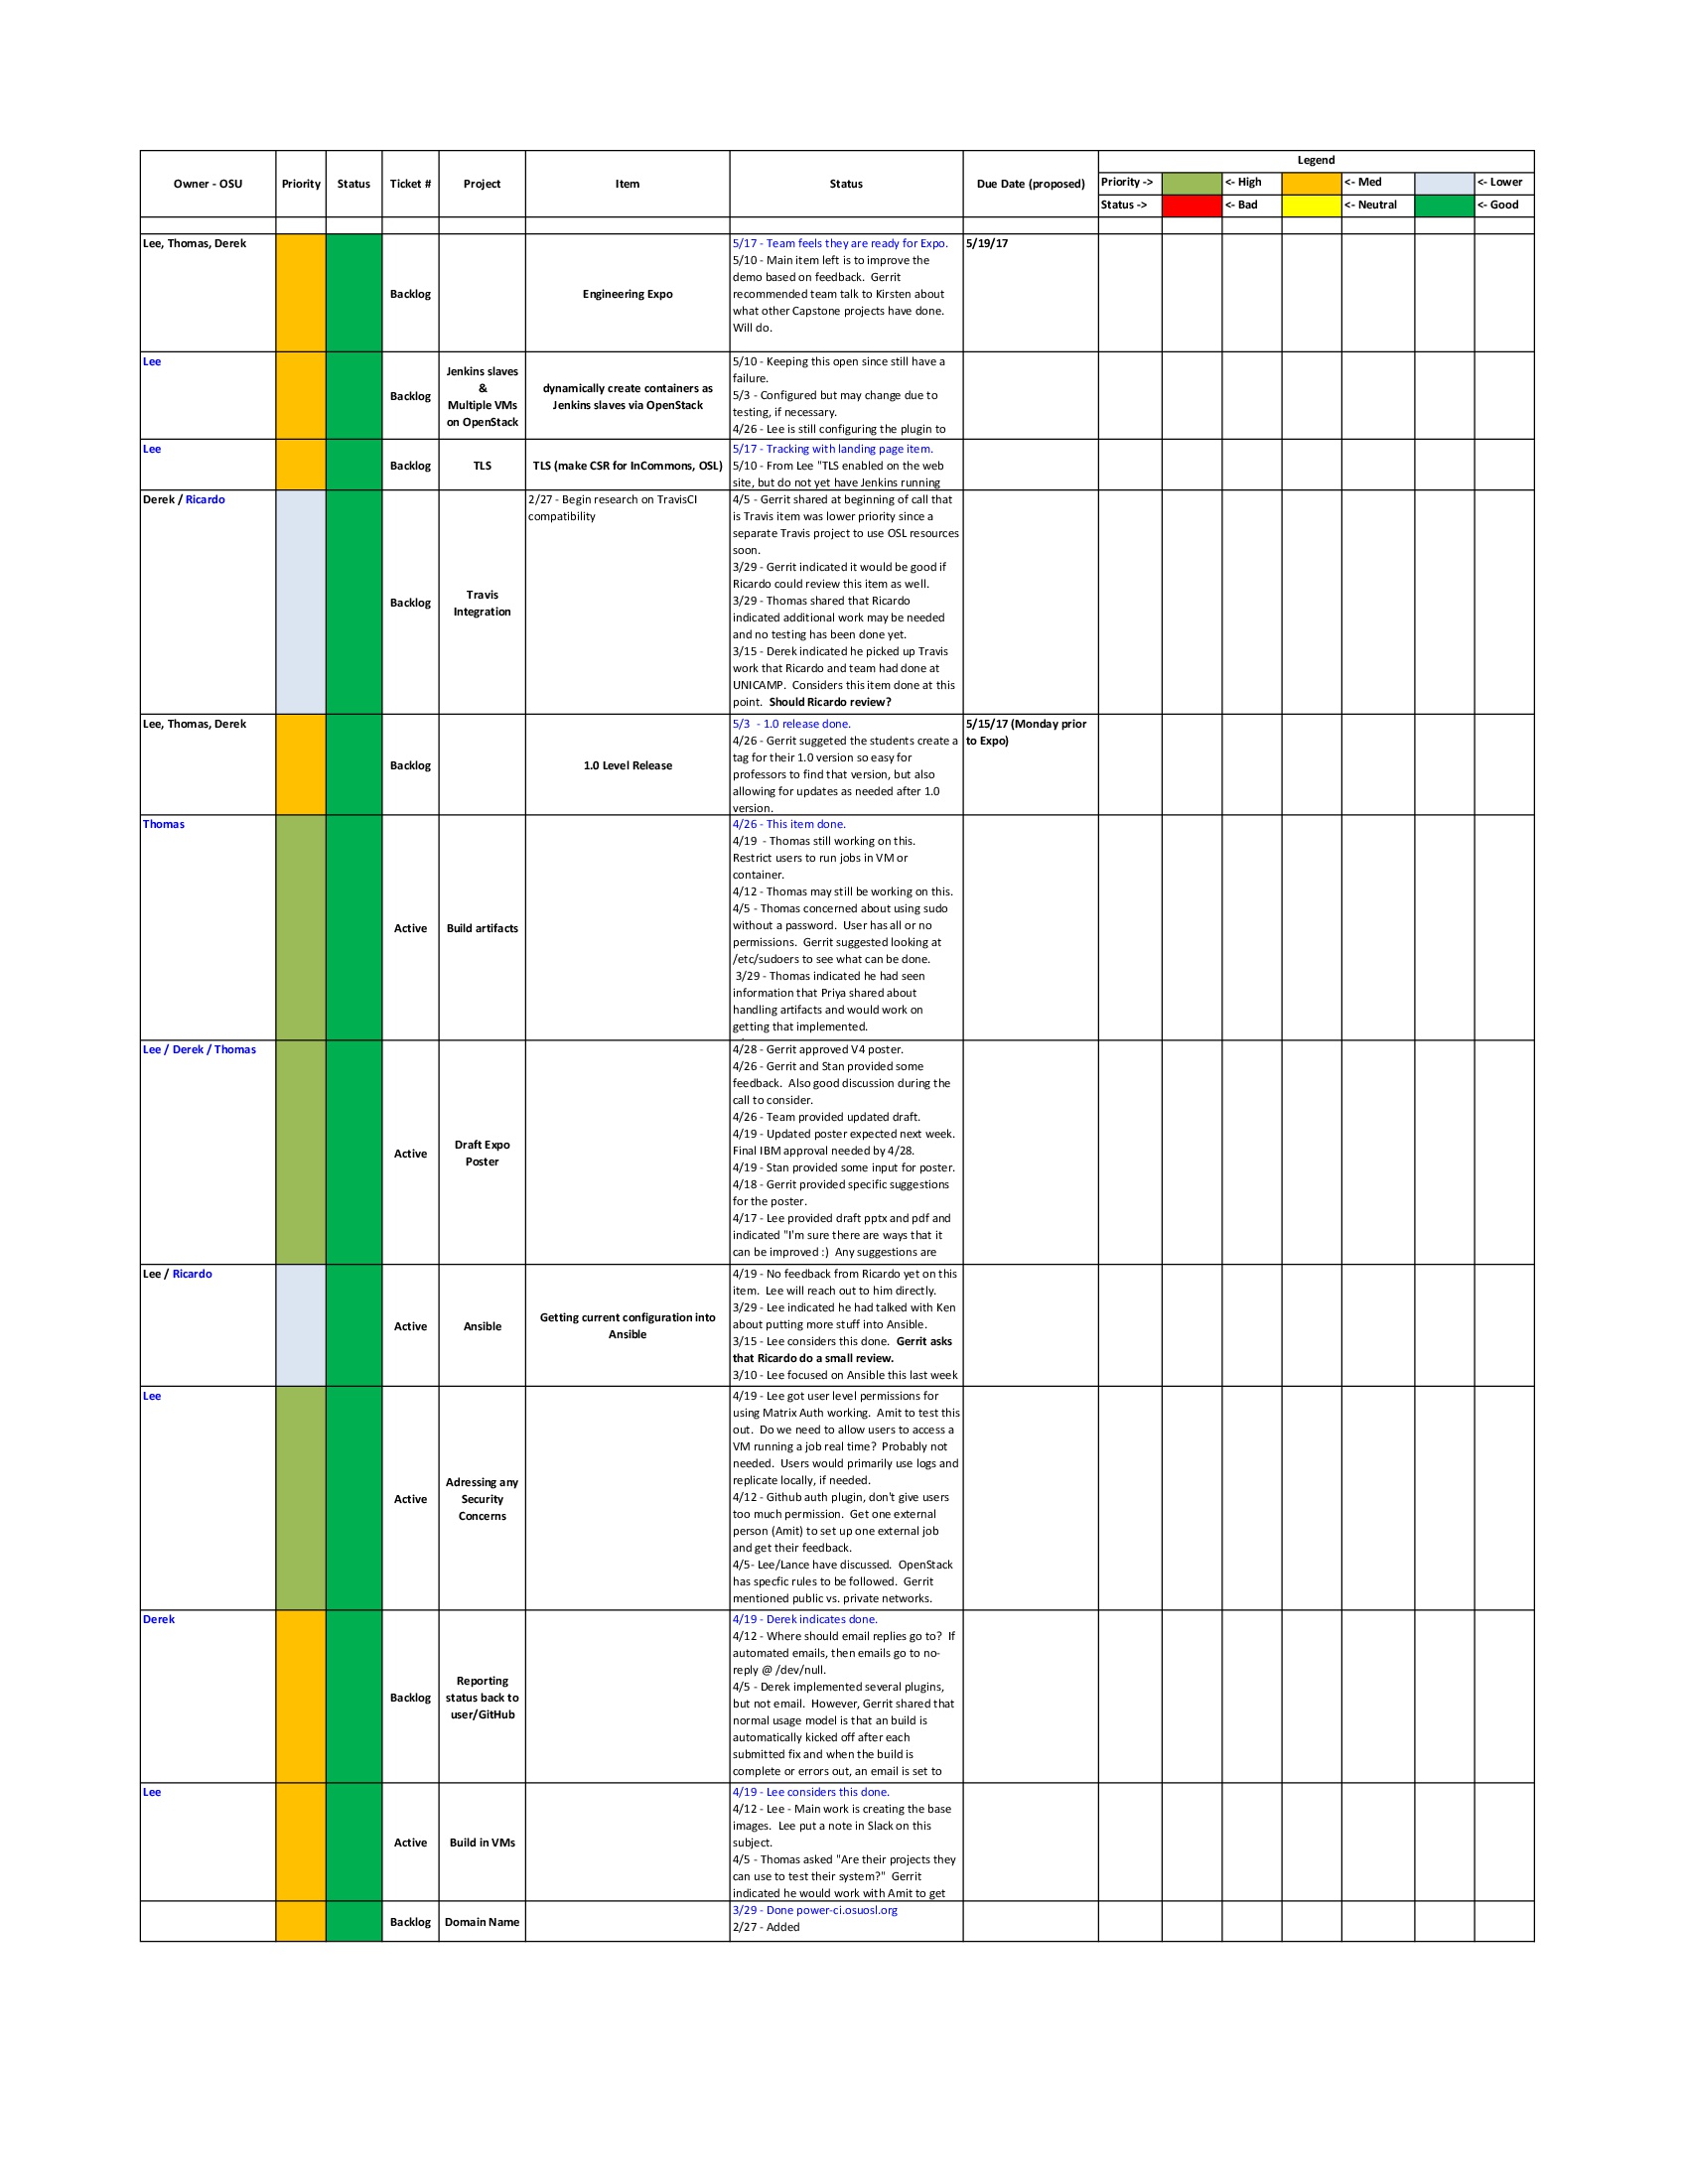 Owner - OSU
Priority
Status
Ticket #
Project
Item
Status
Due Date (proposed)
Legend
Priority ->
<- High
<- Med
<- Lower
Status ->
<- Bad
<- Neutral
<- Good
Lee, Thomas, Derek
Backlog
Engineering Expo
5/17 - Team feels they are ready for Expo.
5/10 - Main item left is to improve the
demo based on feedback.  Gerrit
recommended team talk to Kirsten about
what other Capstone projects have done.
Will do.
5/19/17
Lee
Backlog
Jenkins slaves
&
Multiple VMs
on OpenStack
dynamically create containers as
Jenkins slaves via OpenStack
5/10 - Keeping this open since still have a
failure.
5/3 - Configured but may change due to
testing, if necessary.
4/26 - Lee is still configuring the plugin to
Lee
Backlog
TLS
TLS (make CSR for InCommons, OSL)
5/17 - Tracking with landing page item.
5/10 - From Lee "TLS enabled on the web
site, but do not yet have Jenkins running
Derek / Ricardo
Backlog
Travis
Integration
2/27 - Begin research on TravisCI
compatibility
4/5 - Gerrit shared at beginning of call that
is Travis item was lower priority since a
separate Travis project to use OSL resources
soon.
3/29 - Gerrit indicated it would be good if
Ricardo could review this item as well.
3/29 - Thomas shared that Ricardo
indicated additional work may be needed
and no testing has been done yet.
3/15 - Derek indicated he picked up Travis
work that Ricardo and team had done at
UNICAMP.  Considers this item done at this
point.  Should Ricardo review?
Lee, Thomas, Derek
Backlog
1.0 Level Release
5/3  - 1.0 release done.
4/26 - Gerrit suggeted the students create a
tag for their 1.0 version so easy for
professors to find that version, but also
allowing for updates as needed after 1.0
version.
5/15/17 (Monday prior
to Expo)
Thomas
Active
Build artifacts
4/26 - This item done.
4/19  - Thomas still working on this.
Restrict users to run jobs in VM or
container.
4/12 - Thomas may still be working on this.
4/5 - Thomas concerned about using sudo
without a password.  User has all or no
permissions.  Gerrit suggested looking at
/etc/sudoers to see what can be done.
3/29 - Thomas indicated he had seen
information that Priya shared about
handling artifacts and would work on
getting that implemented.
Lee / Derek / Thomas
Active
Draft Expo
Poster
4/28 - Gerrit approved V4 poster.
4/26 - Gerrit and Stan provided some
feedback.  Also good discussion during the
call to consider.
4/26 - Team provided updated draft.
4/19 - Updated poster expected next week.
Final IBM approval needed by 4/28.
4/19 - Stan provided some input for poster.
4/18 - Gerrit provided specific suggestions
for the poster.
4/17 - Lee provided draft pptx and pdf and
indicated "I'm sure there are ways that it
can be improved :)  Any suggestions are
Lee / Ricardo
Active
Ansible
Getting current configuration into
Ansible
4/19 - No feedback from Ricardo yet on this
item.  Lee will reach out to him directly.
3/29 - Lee indicated he had talked with Ken
about putting more stuff into Ansible.
3/15 - Lee considers this done.  Gerrit asks
that Ricardo do a small review.
3/10 - Lee focused on Ansible this last week
Lee
Active
Adressing any
Security
Concerns
4/19 - Lee got user level permissions for
using Matrix Auth working.  Amit to test this
out.  Do we need to allow users to access a
VM running a job real time?  Probably not
needed.  Users would primarily use logs and
replicate locally, if needed.
4/12 - Github auth plugin, don't give users
too much permission.  Get one external
person (Amit) to set up one external job
and get their feedback.
4/5- Lee/Lance have discussed.  OpenStack
has specfic rules to be followed.  Gerrit
mentioned public vs. private networks.
Derek
Backlog
Reporting
status back to
user/GitHub
4/19 - Derek indicates done.
4/12 - Where should email replies go to?  If
automated emails, then emails go to no-
reply @ /dev/null.
4/5 - Derek implemented several plugins,
but not email.  However, Gerrit shared that
normal usage model is that an build is
automatically kicked off after each
submitted fix and when the build is
complete or errors out, an email is set to
Lee
Active
Build in VMs
4/19 - Lee considers this done.
4/12 - Lee - Main work is creating the base
images.  Lee put a note in Slack on this
subject.
4/5 - Thomas asked "Are their projects they
can use to test their system?"  Gerrit
indicated he would work with Amit to get
Backlog
Domain Name
3/29 - Done power-ci.osuosl.org
2/27 - Added